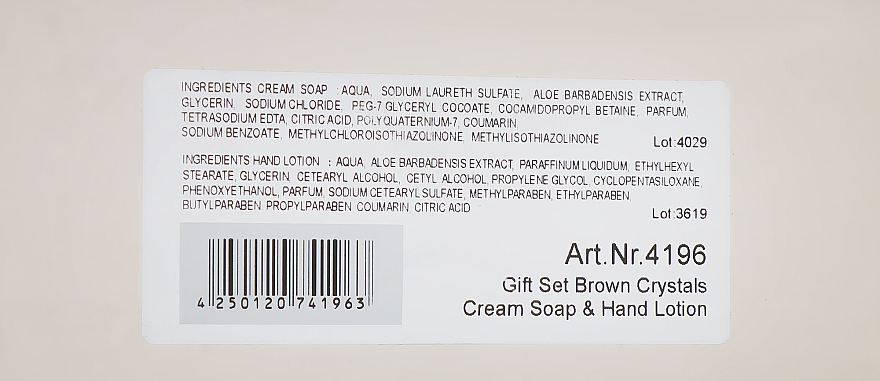 INGREDIENTS CREAM SOAP : AQUA, SODIUM LAURETH SULFATE, ALOE BARBADENSIS EXTRACT,
GLYCERIN, SODIUM CHLORIDE, PEG-7 GLYCERYL COCOATE, COCAMIDOPROPYL BETAINE, PARFUM,
TETRASODIUM EDTA, CITRIC ACID, POLYQUATERNIUM-7, COUMARIN,
SODIUM BENZOATE, METHYLCHLOROISOTHIAZOLINONE, METHYLISOTHIAZOLINONE Lot:4029
INGREDIENTS HAND LOTION : AQUA, ALOE BARBADENSIS EXTRACT, PARAFFINUM LIQUIDUM, ETHYLHEXYL
STEARATE, GLYCERIN, CETEARYL ALCOHOL, CETYL ALCOHOL, PROPYLENE GLYCOL, CYCLOPENTASILOXANE,
PHENOXYETHANOL, PARFUM, SODIUM CETEARYL SULFATE, METHYLPARABEN, ETHYLPARABEN,
BUTYLPARABEN, PROPYLPARABEN, COUMARIN, CITRIC ACID
Lot:3619
Art.Nr.4196
Gift Set Brown Crystals
Cream Soap & Hand Lotion
4 250120 741963